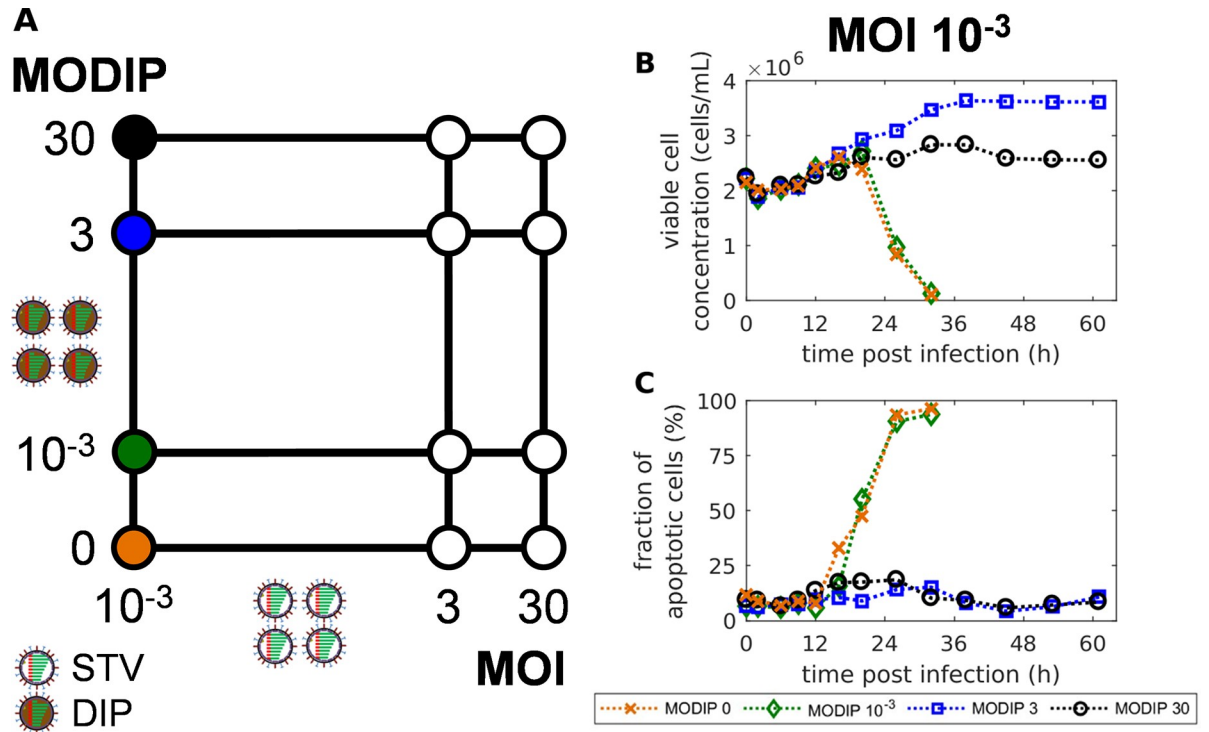 A
MODIP
30
3
10⁻³
0
10⁻³ 3 30
MOI
STV
DIP
MOI 10⁻³
B
×10⁶
4
3
2
1
0
viable cell
concentration (cells/mL)
0 12 24 36 48 60
time post infection (h)
C
100
75
50
25
0
fraction of
apoptotic cells (%)
0 12 24 36 48 60
time post infection (h)
MODIP 0 MODIP 10⁻³ MODIP 3 MODIP 30